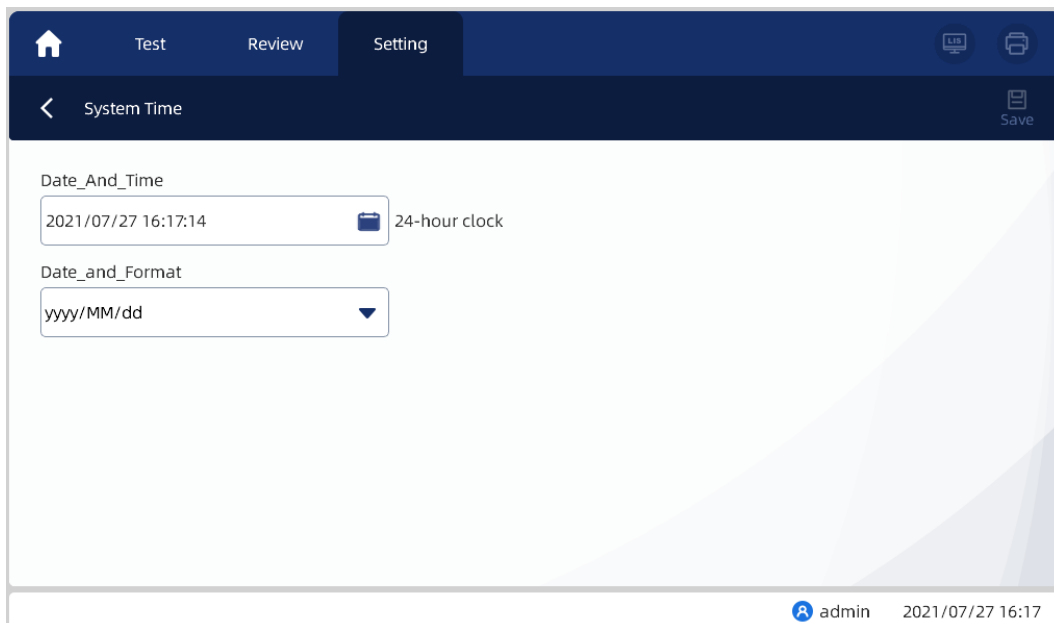 Test Review Setting LIS
System Time
Save
Date_And_Time
2021/07/27 16:17:14 24-hour clock
Date_and_Format
yyyy/MM/dd
admin 2021/07/27 16:17